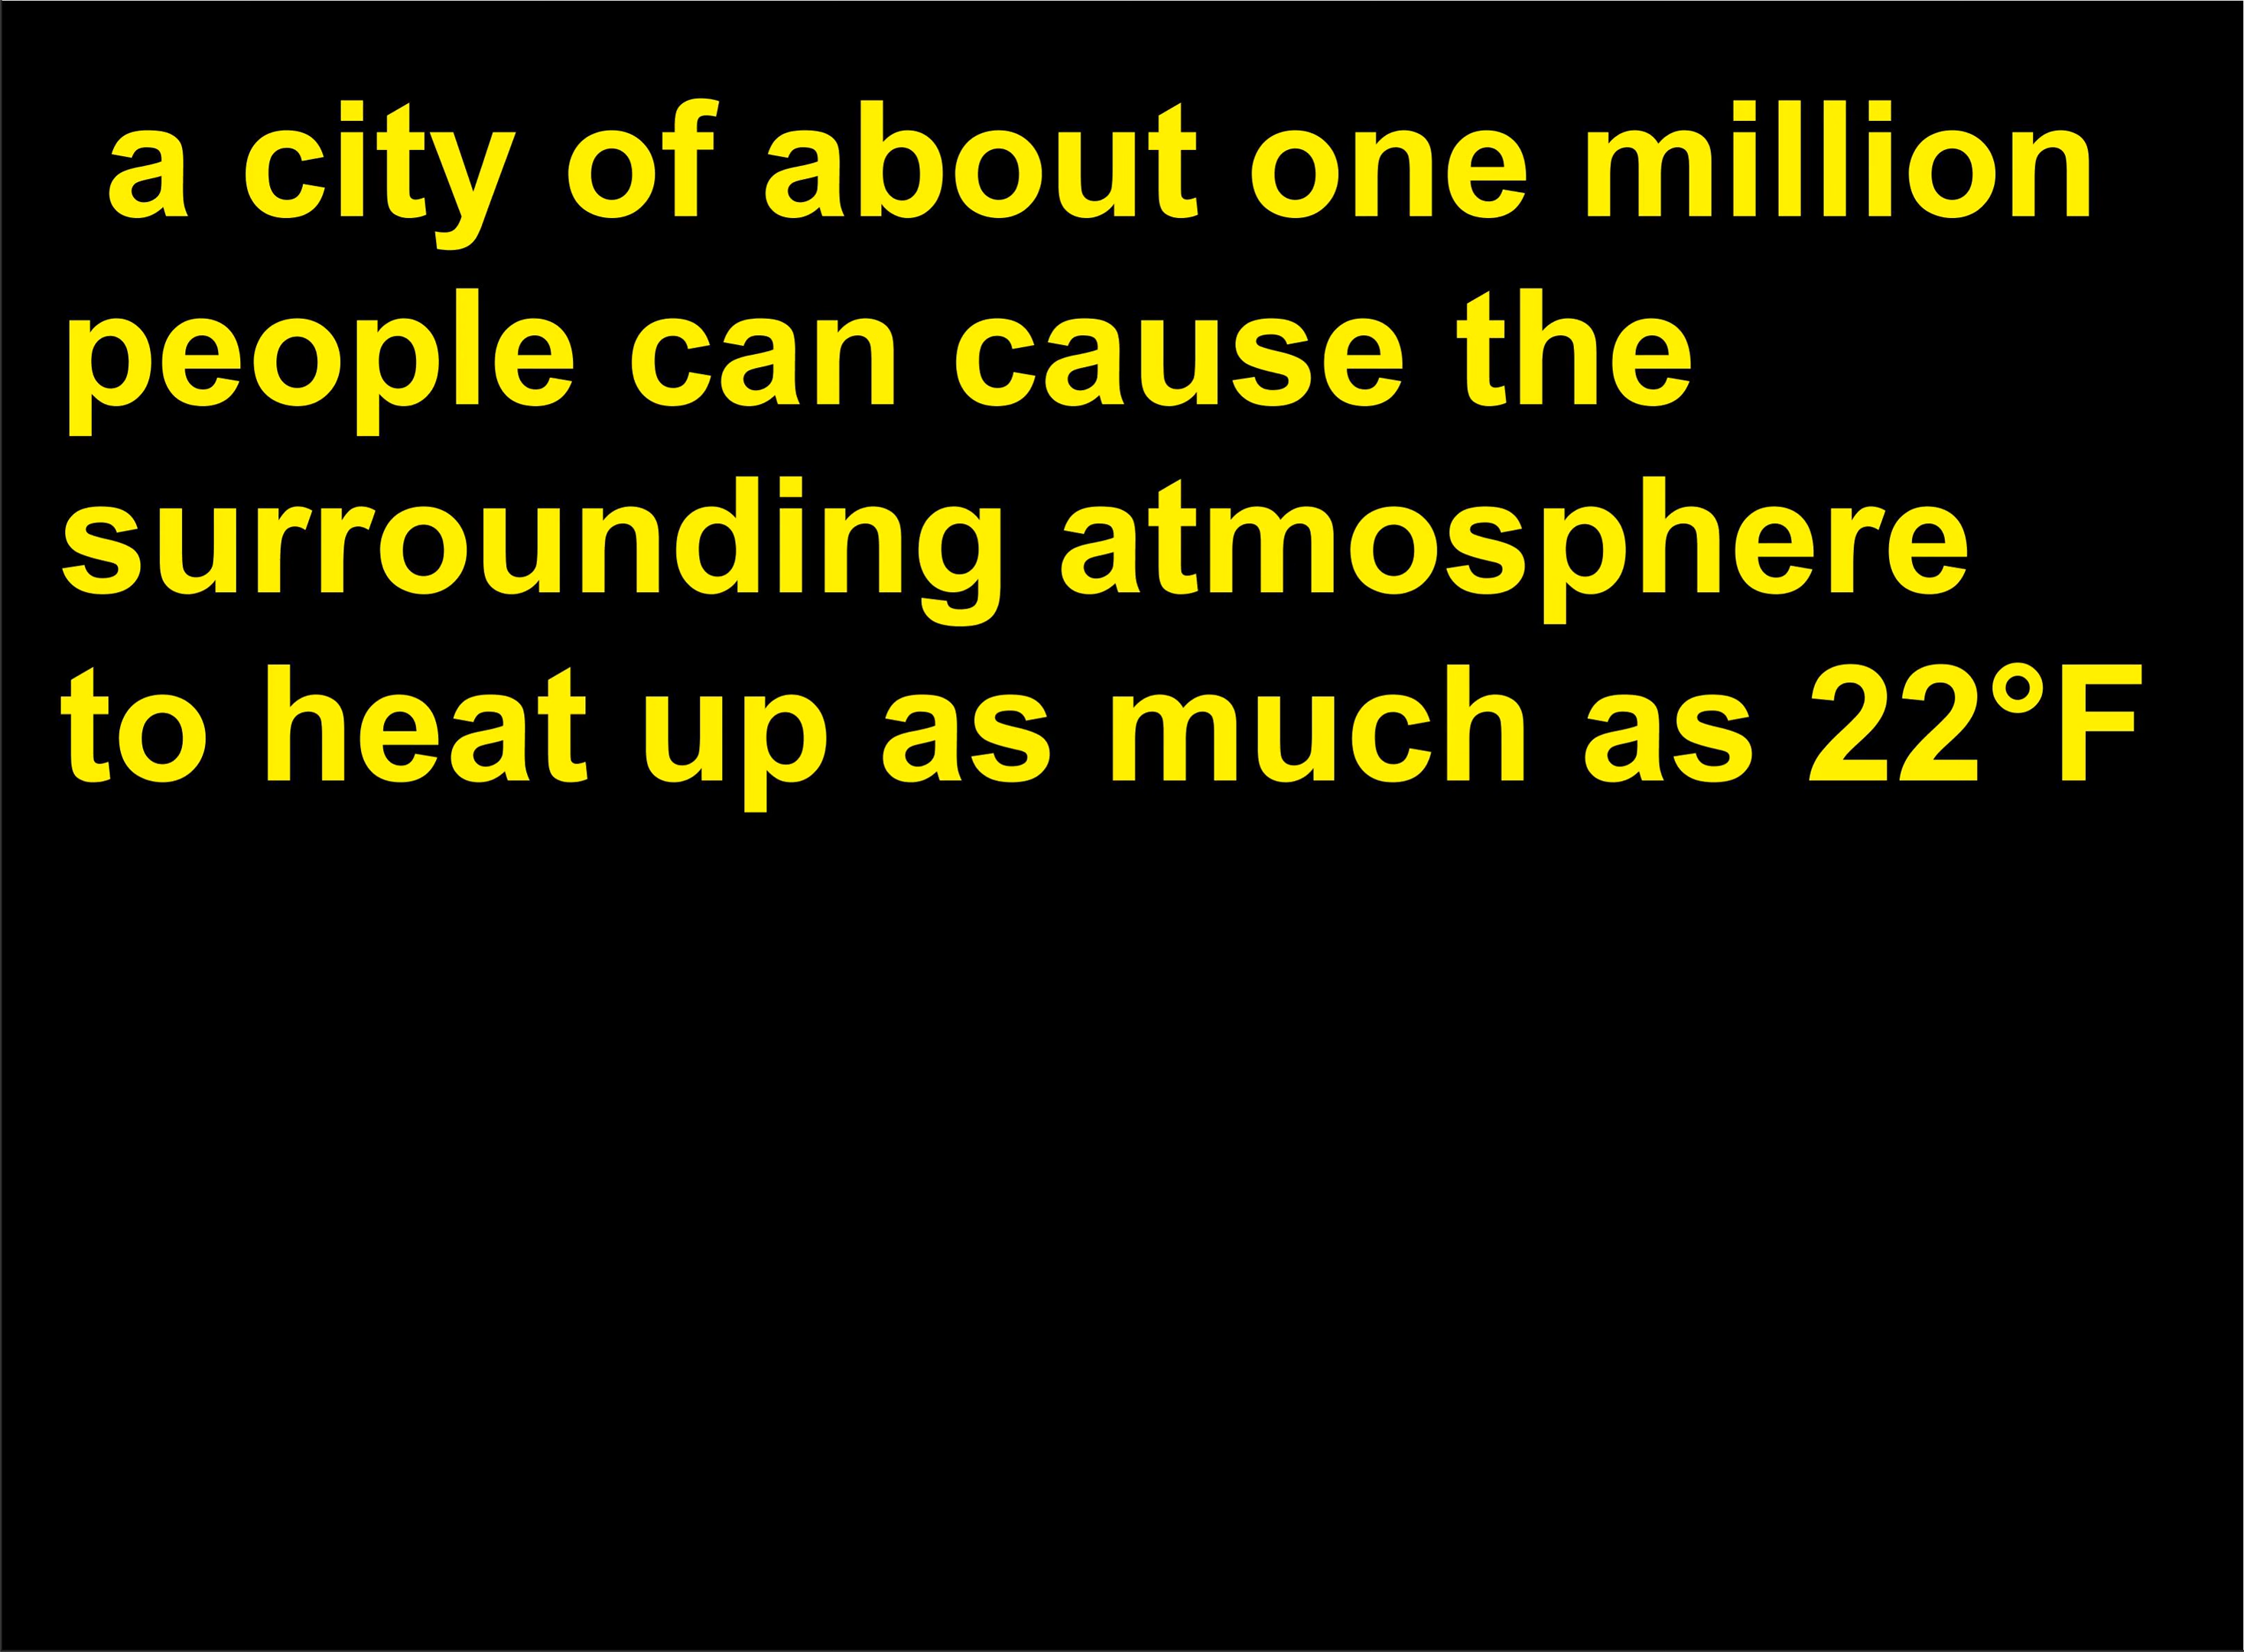 a city of about one million
people can cause the
surrounding atmosphere
to heat up as much as 22°F